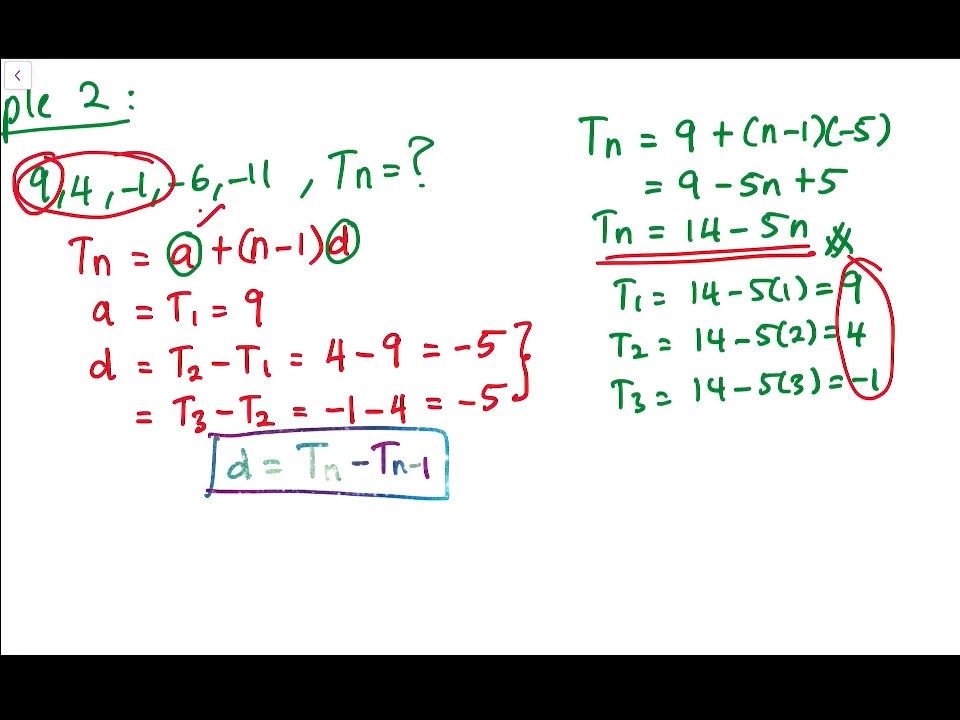 ple 2 :
9, 4, -1, -6, -11 , Tn = ?
Tn = a + (n-1)d
a = T1 = 9
d = T2 - T1 = 4 - 9 = -5
= T3 - T2 = -1 - 4 = -5
d = Tn - Tn-1
Tn = 9 + (n-1)(-5)
= 9 - 5n + 5
Tn = 14 - 5n
T1 = 14 - 5(1) = 9
T2 = 14 - 5(2) = 4
T3 = 14 - 5(3) = -1